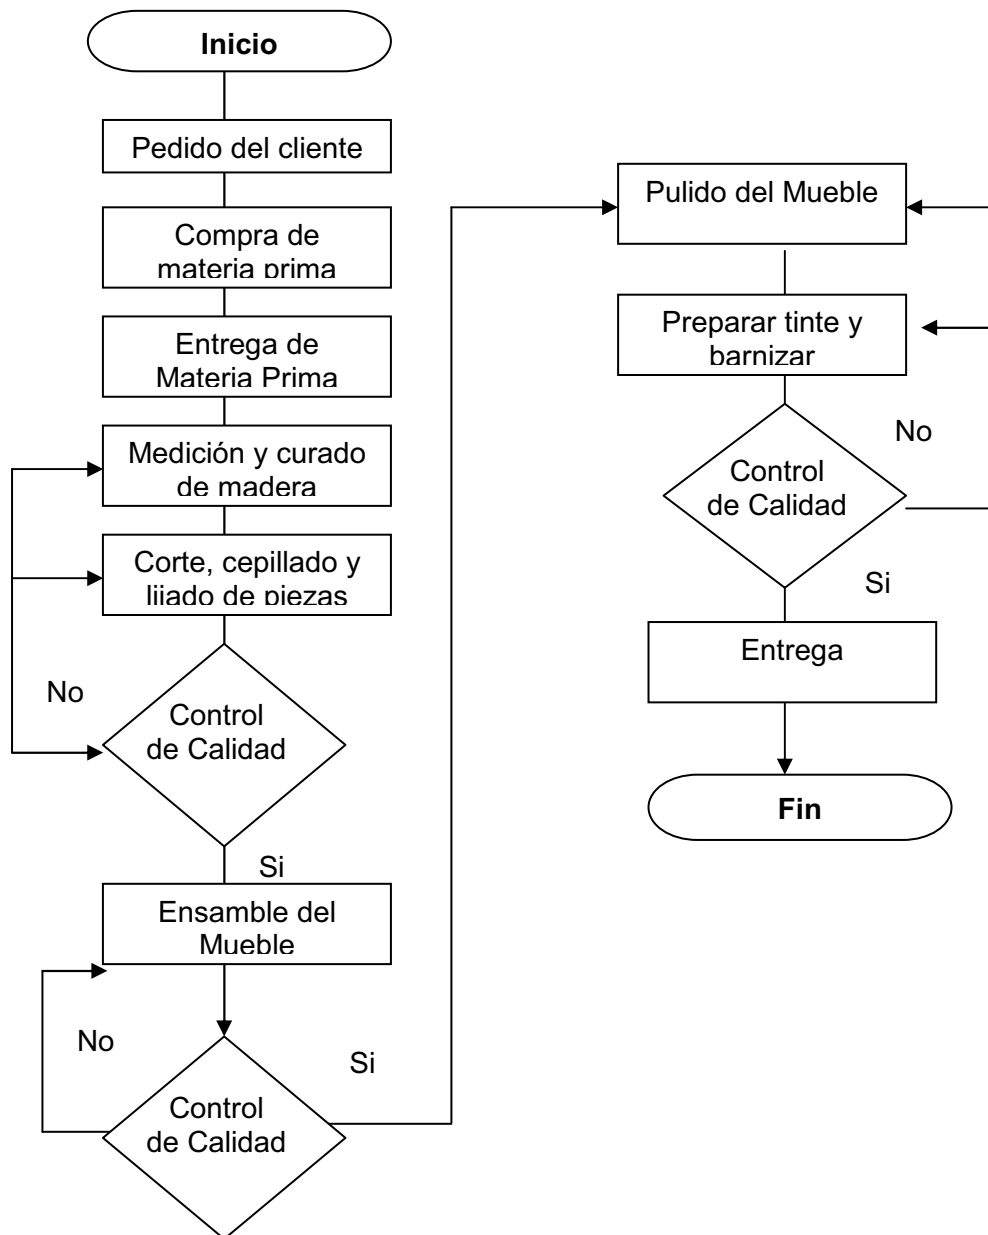 Inicio
Pedido del cliente
Compra de
materia prima
Entrega de
Materia Prima
Medición y curado
de madera
Corte, cepillado y
lijado de piezas
No
Control
de Calidad
Si
Ensamble del
Mueble
No
Si
Control
de Calidad
Pulido del Mueble
Preparar tinte y
barnizar
No
Control
de Calidad
Si
Entrega
Fin